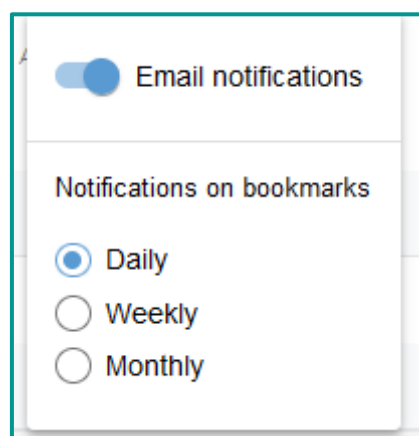 Email notifications
Notifications on bookmarks
Daily
Weekly
Monthly